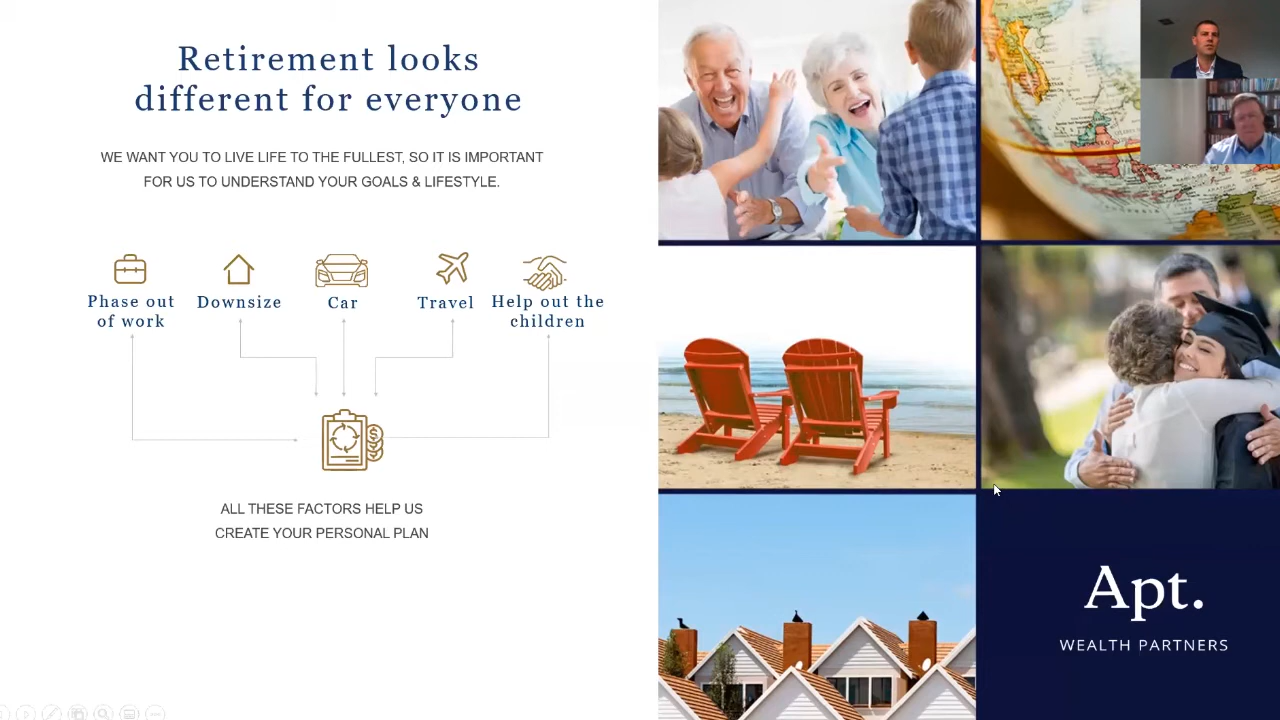 Retirement looks
different for everyone
WE WANT YOU TO LIVE LIFE TO THE FULLEST, SO IT IS IMPORTANT
FOR US TO UNDERSTAND YOUR GOALS & LIFESTYLE.
Phase out
of work
Downsize
Car
Travel
Help out the
children
ALL THESE FACTORS HELP US
CREATE YOUR PERSONAL PLAN
Apt.
WEALTH PARTNERS